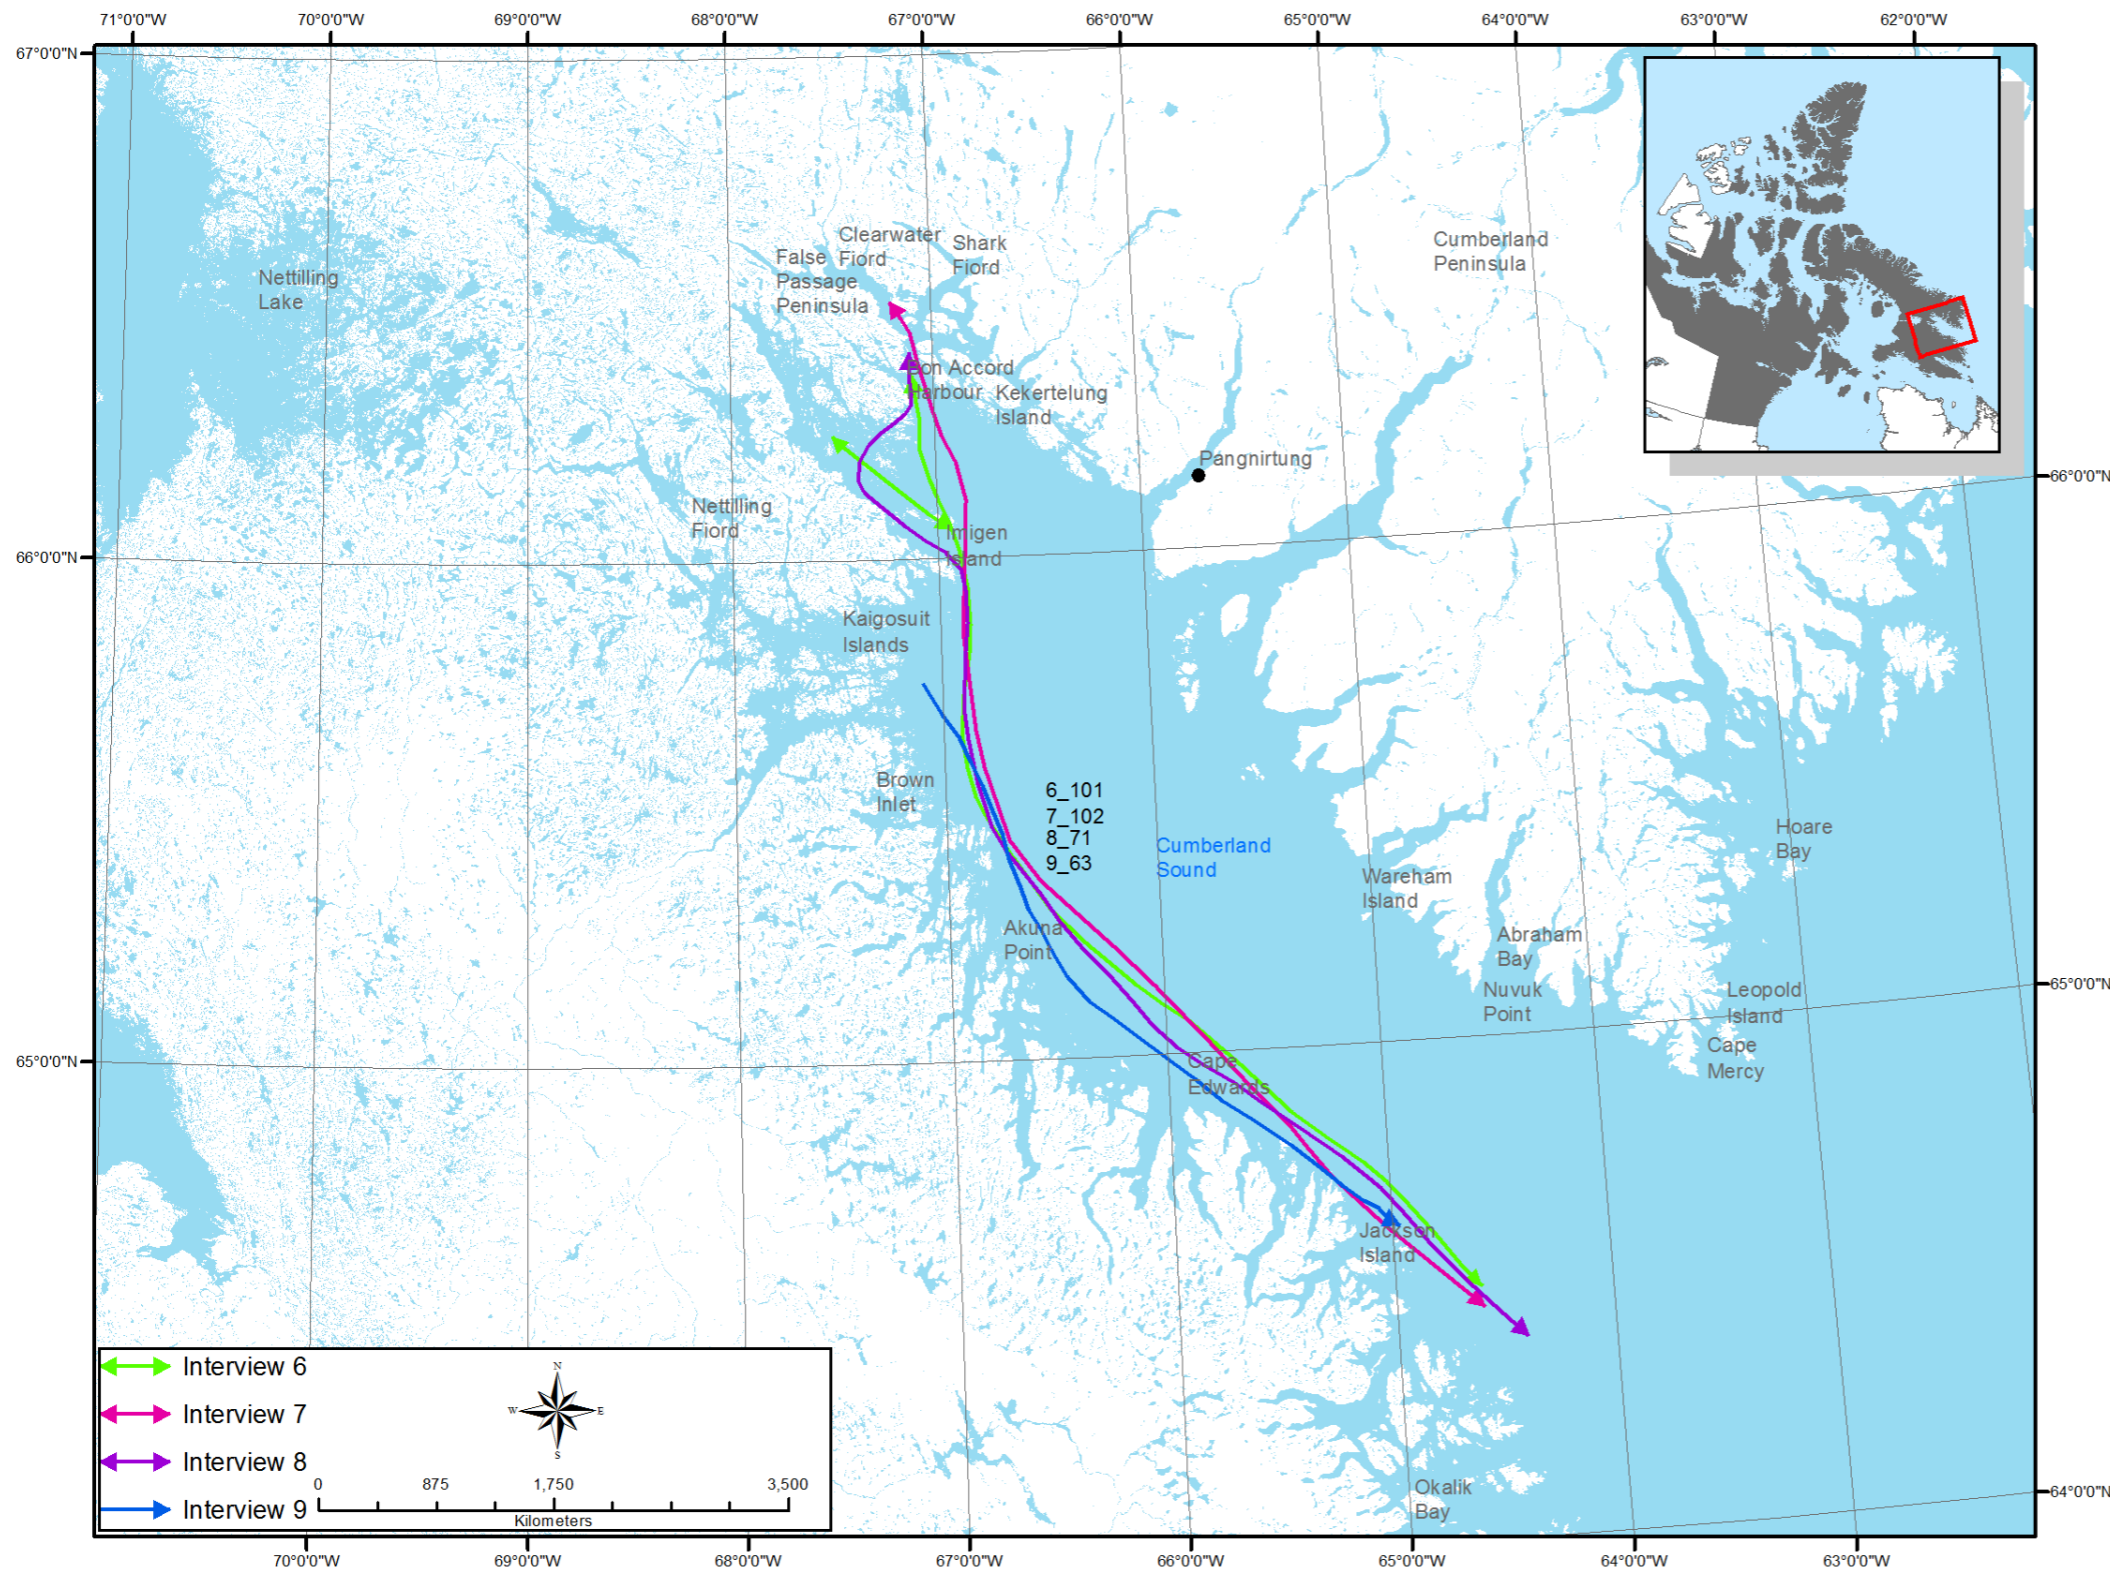 71°0'0"W 70°0'0"W 69°0'0"W 68°0'0"W 67°0'0"W 66°0'0"W 65°0'0"W 64°0'0"W 63°0'0"W 62°0'0"W
67°0'0"N
Clearwater
Fiord
Shark
Fiord
False
Passage
Peninsula
Cumberland
Peninsula
Nettilling
Lake
Bon Accord
Harbour
Kekertelung
Island
Pangnirtung
66°0'0"N
Nettilling
Fiord
Imigen
Island
66°0'0"N
Kaigosuit
Islands
Brown
Inlet
6_101
7_102
8_71
9_63
Cumberland
Sound
Hoare
Bay
Wareham
Island
Akuna
Point
Abraham
Bay
Nuvuk
Point
Leopold
Island
65°0'0"N
Cape
Mercy
65°0'0"N
Cape
Edwards
Jackson
Island
Okalik
Bay
64°0'0"N
Interview 6
Interview 7
Interview 8
Interview 9
N
W E
S
0 875 1,750 3,500
Kilometers
70°0'0"W 69°0'0"W 68°0'0"W 67°0'0"W 66°0'0"W 65°0'0"W 64°0'0"W 63°0'0"W